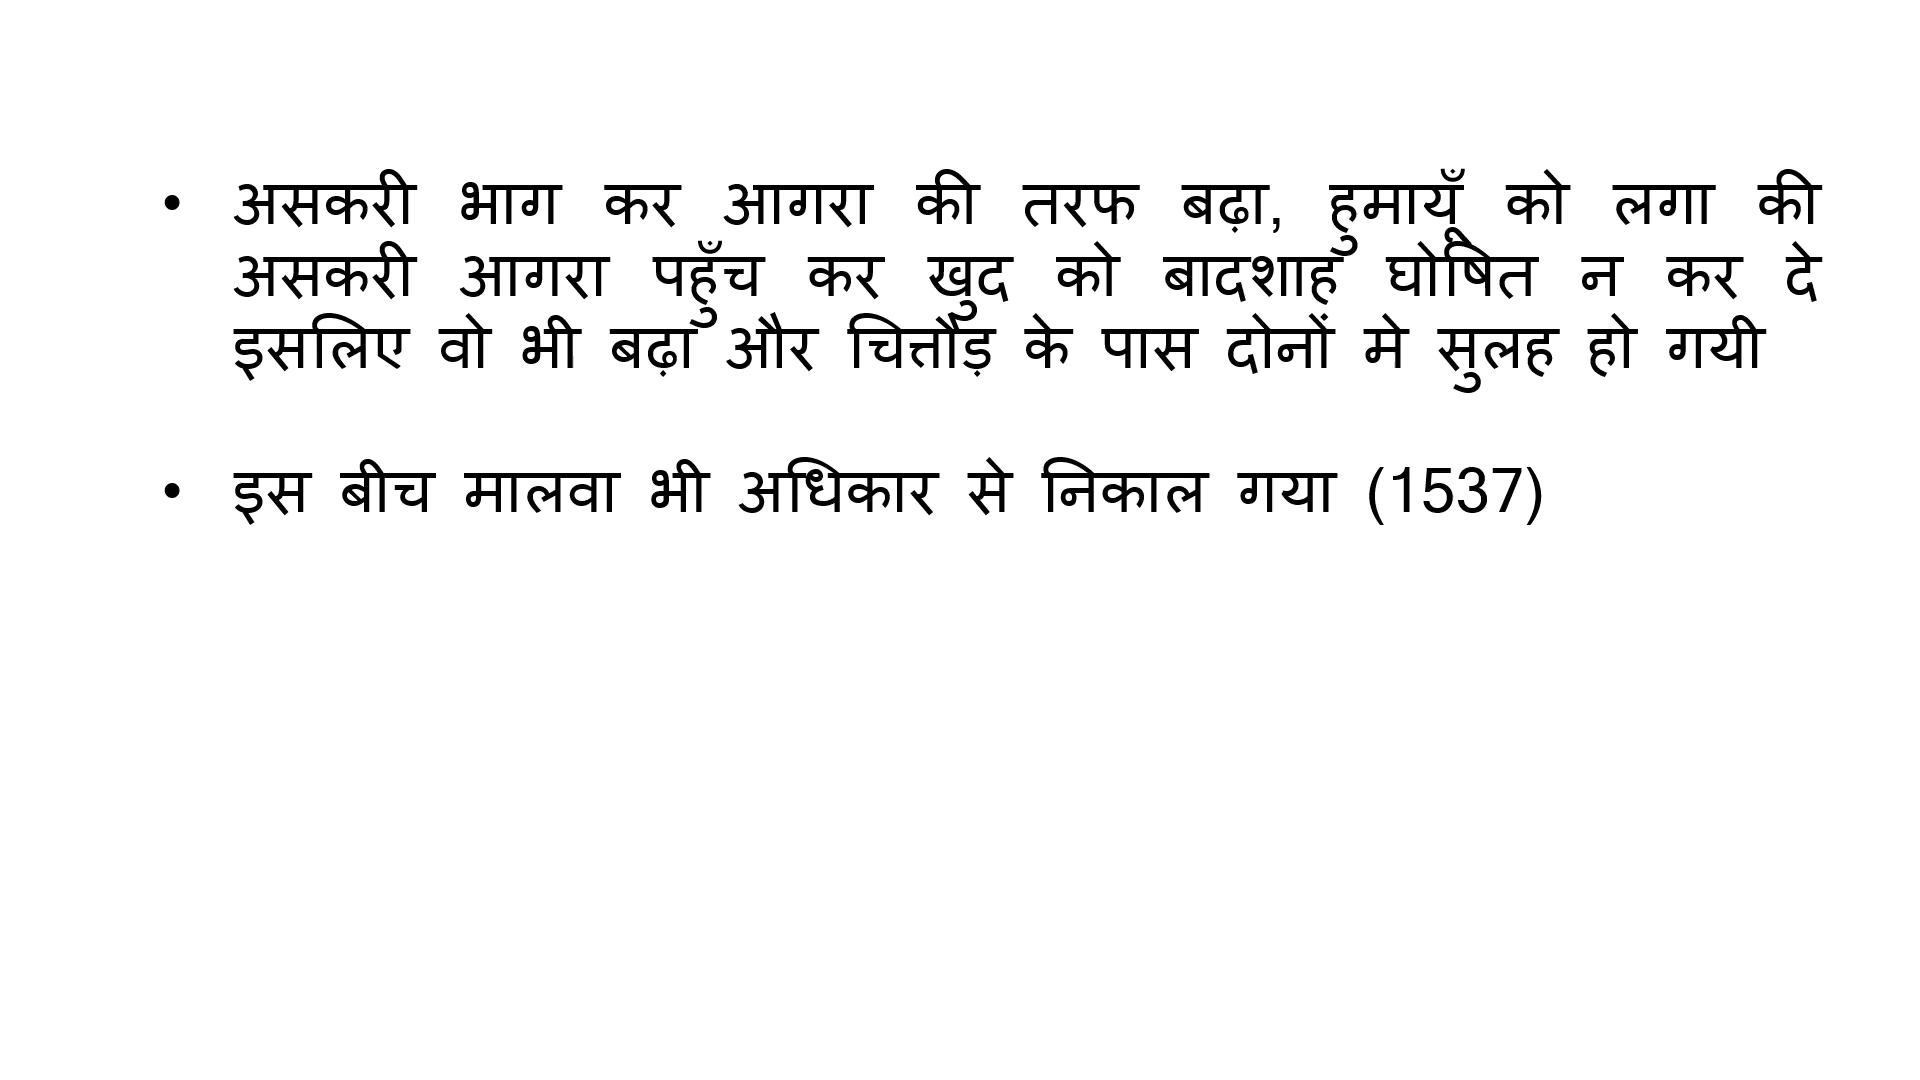 • असकरी भाग कर आगरा की तरफ बढ़ा, हुमायूँ को लगा की
असकरी आगरा पहुँच कर खुद को बादशाह घोषित न कर दे
इसलिए वो भी बढ़ा और चित्तौड़ के पास दोनों मे सुलह हो गयी
• इस बीच मालवा भी अधिकार से निकाल गया (1537)